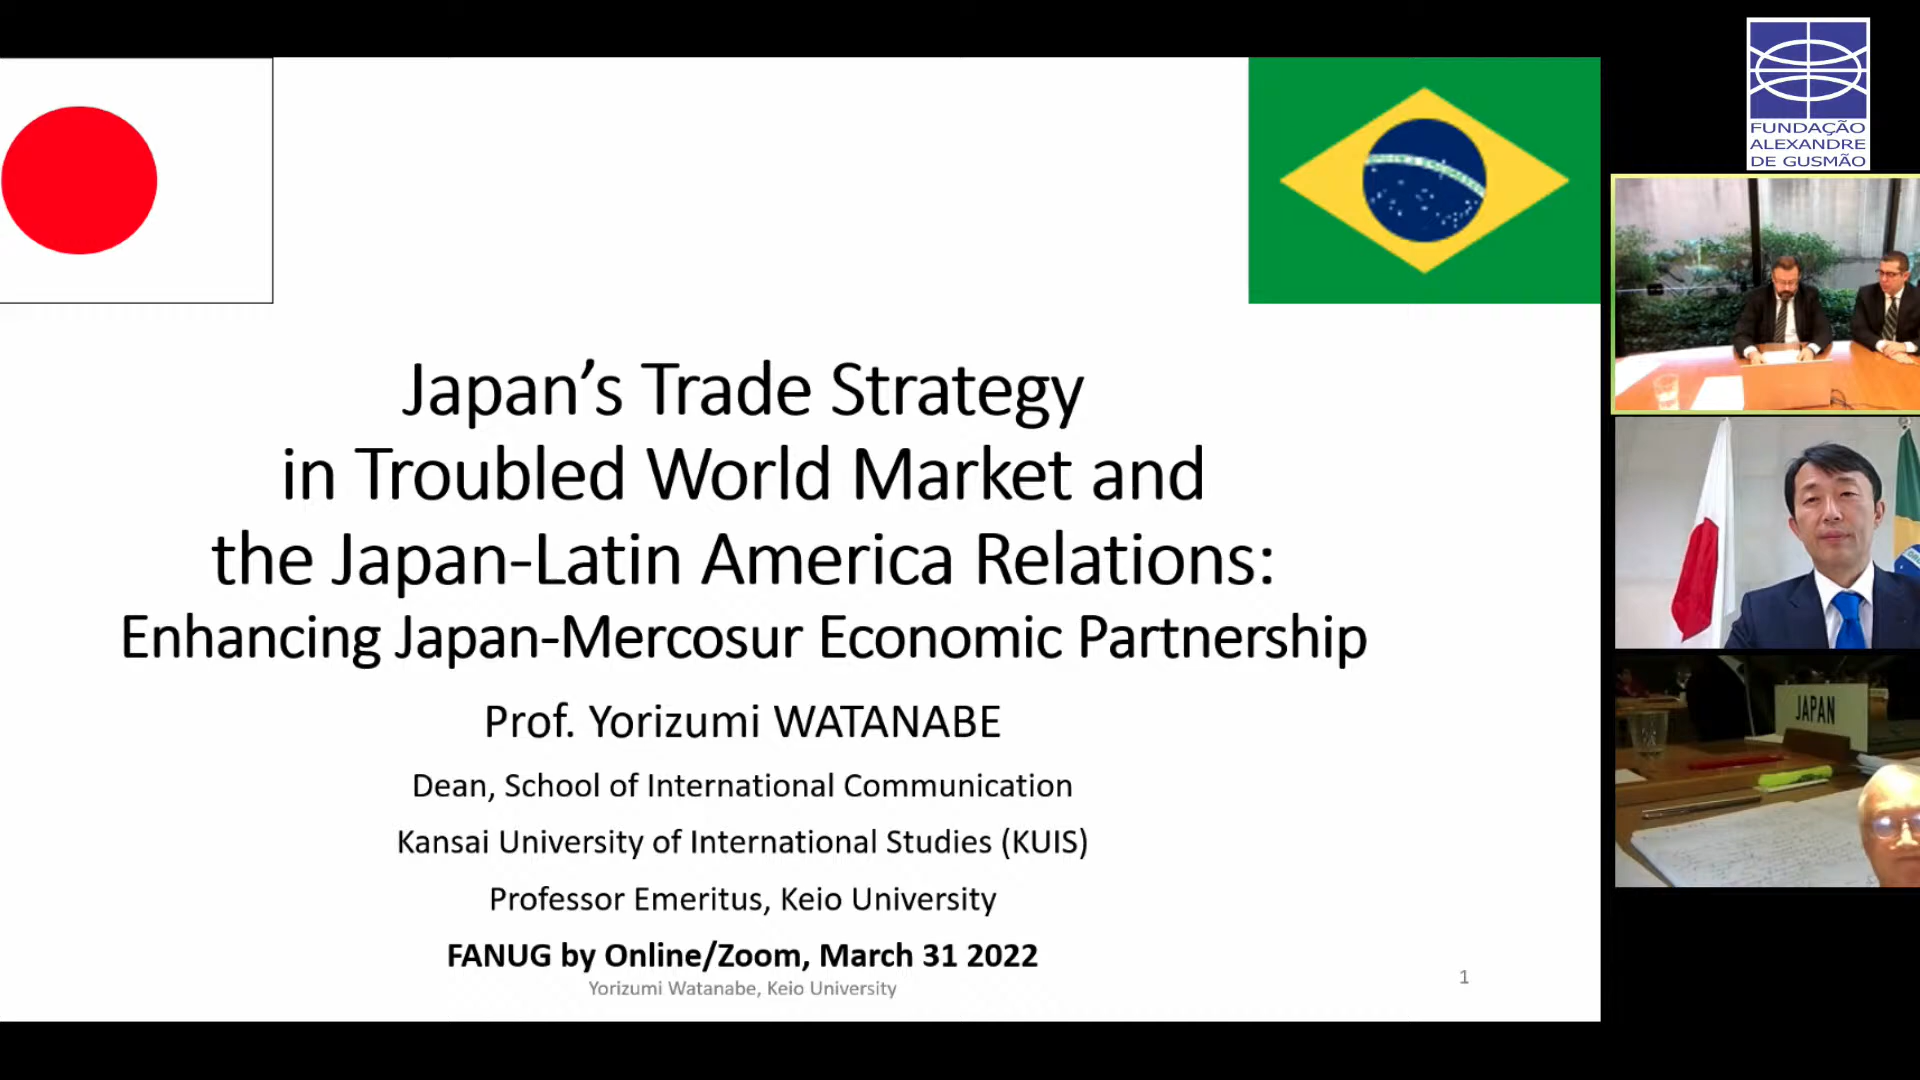 Japan’s Trade Strategy
in Troubled World Market and
the Japan-Latin America Relations:
Enhancing Japan-Mercosur Economic Partnership
Prof. Yorizumi WATANABE
Dean, School of International Communication
Kansai University of International Studies (KUIS)
Professor Emeritus, Keio University
FANUG by Online/Zoom, March 31 2022
Yorizumi Watanabe, Keio University
1
FUNDAÇÃO
ALEXANDRE
DE GUSMÃO
JAPAN